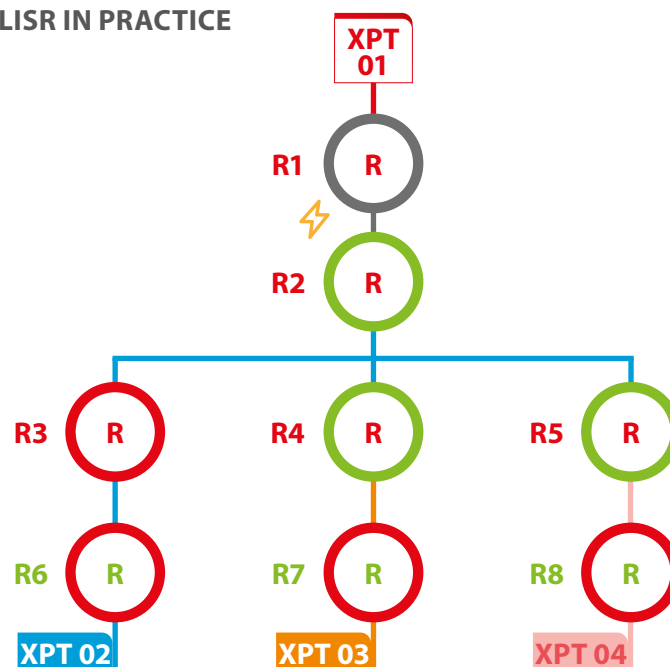 LISR IN PRACTICE
XPT
01
R1 R
R2 R
R3 R R4 R R5 R
R6 R R7 R R8 R
XPT 02 XPT 03 XPT 04